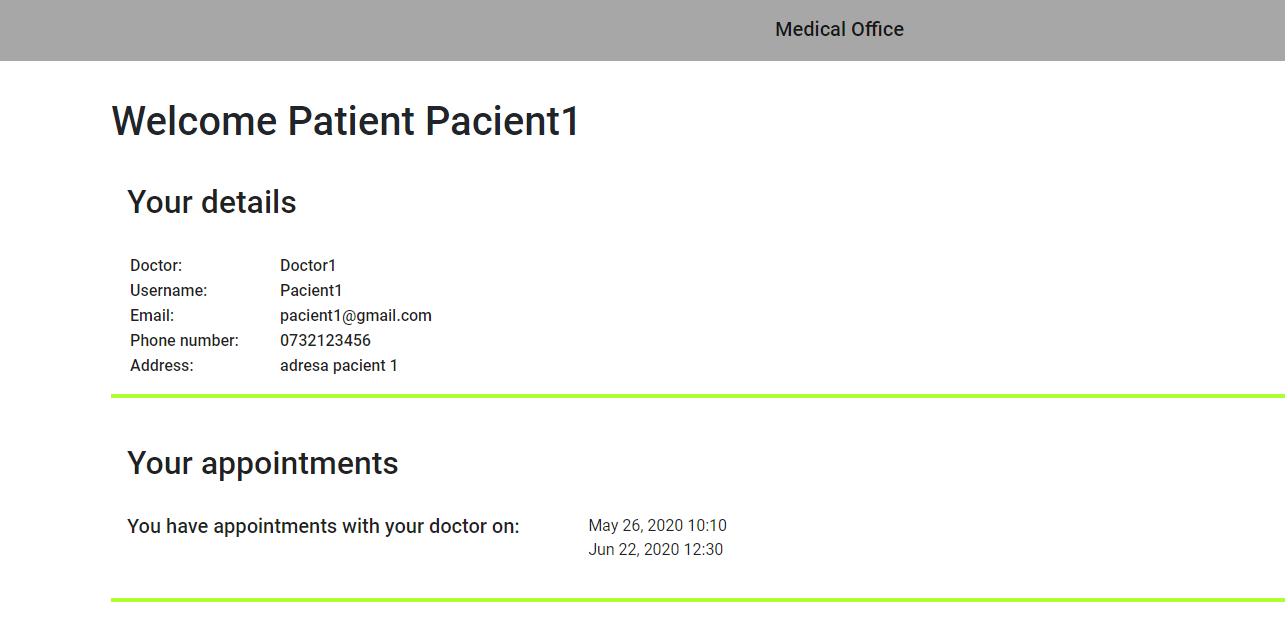 Medical Office
Welcome Patient Pacient1
Your details
Doctor: Doctor1
Username: Pacient1
Email: pacient1@gmail.com
Phone number: 0732123456
Address: adresa pacient 1
Your appointments
You have appointments with your doctor on: May 26, 2020 10:10
Jun 22, 2020 12:30